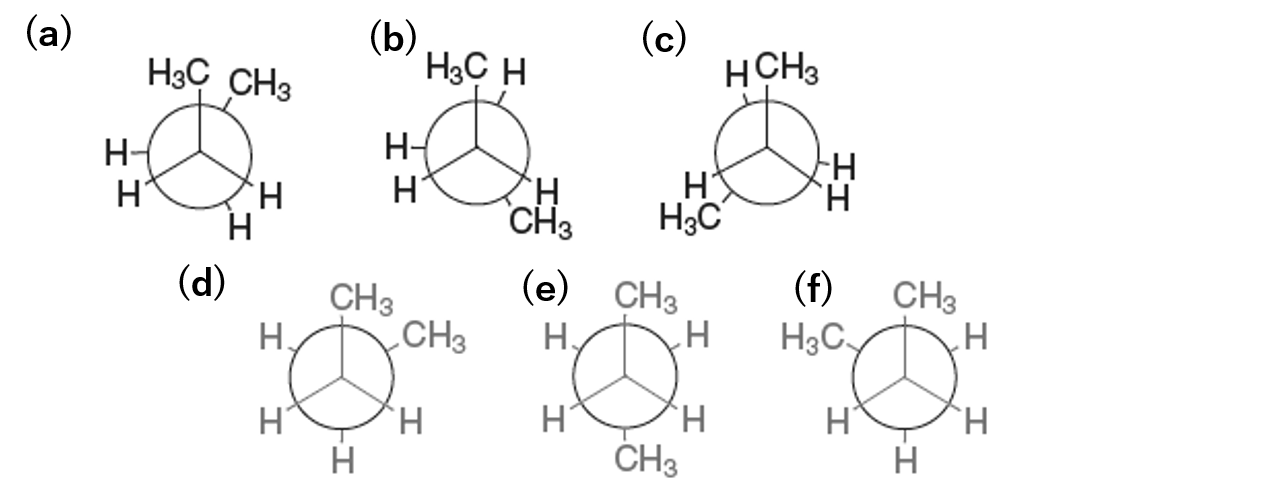 (a)
H₃C CH₃
H
H H
H
(b)
H₃C H
H
H H
CH₃
(c)
H CH₃
H
H H
H₃C
(d)
CH₃
H CH₃
H H
H
(e)
CH₃
H H
H H
CH₃
(f)
CH₃
H₃C H
H H
H